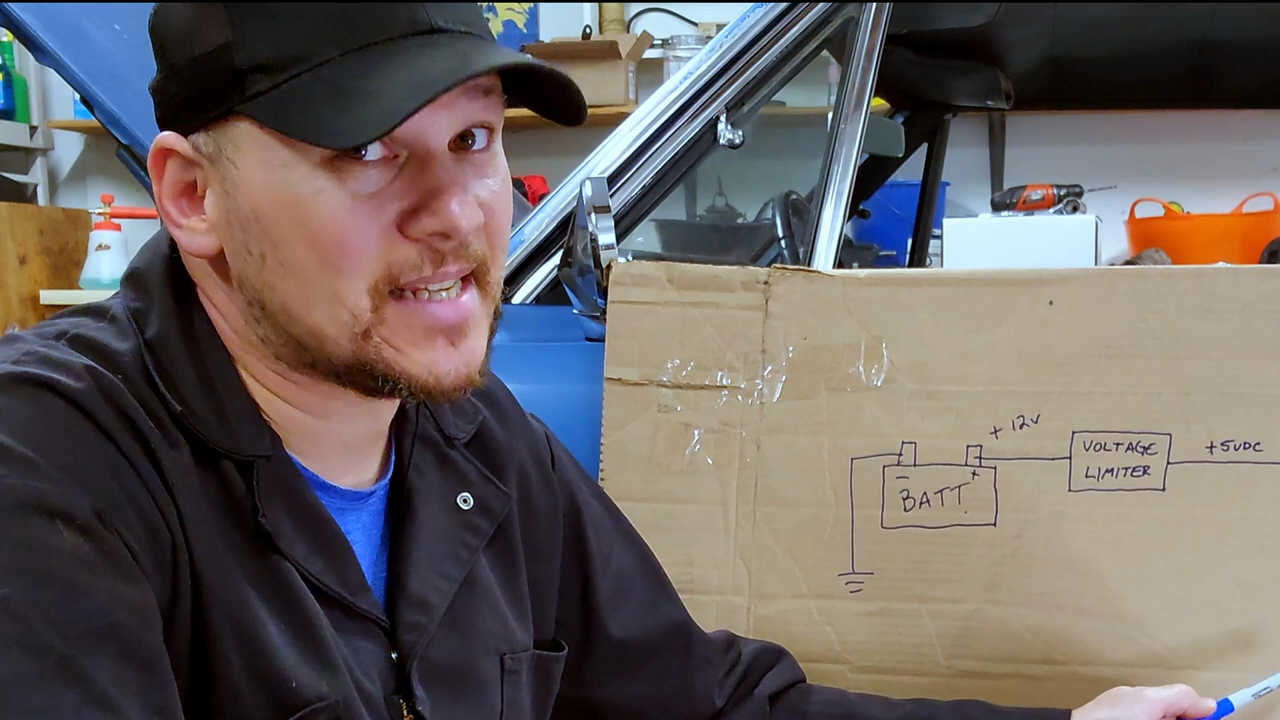 + 12V
VOLTAGE
LIMITER
+5VDC
-
+
BATT.